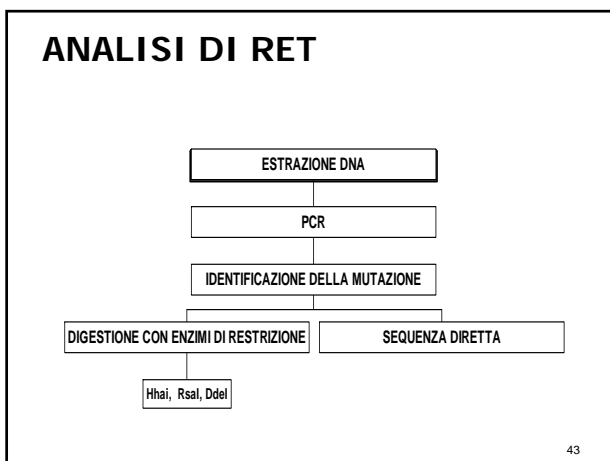 ANALISI DI RET
ESTRAZIONE DNA
PCR
IDENTIFICAZIONE DELLA MUTAZIONE
DIGESTIONE CON ENZIMI DI RESTRIZIONE
SEQUENZA DIRETTA
HhaI, RsaI, DdeI
43